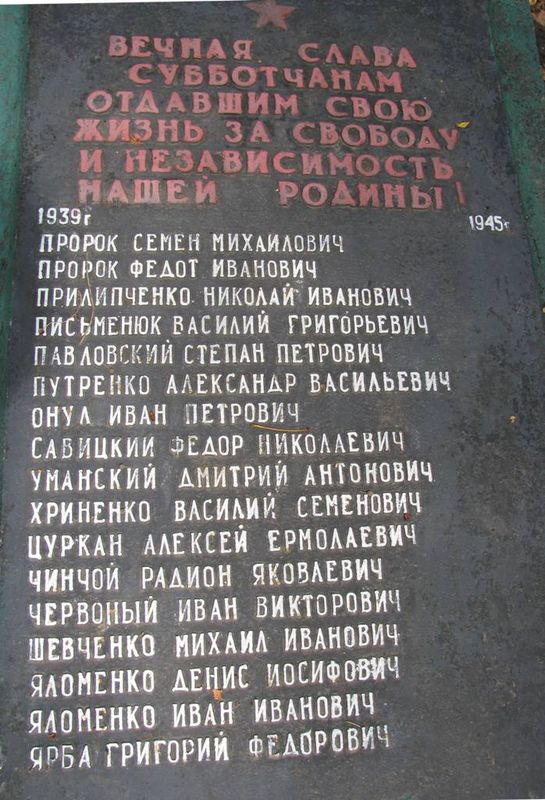 ВЕЧНАЯ СЛАВА
СУББОТЧАНАМ
ОТДАВШИМ СВОЮ
ЖИЗНЬ ЗА СВОБОДУ
И НЕЗАВИСИМОСТЬ
НАШЕЙ РОДИНЫ!
1939г 1945г
ПРОРОК СЕМЕН МИХАЙЛОВИЧ
ПРОРОК ФЕДОТ ИВАНОВИЧ
ПРИЛИПЧЕНКО НИКОЛАЙ ИВАНОВИЧ
ПИСЬМЕНЮК ВАСИЛИЙ ГРИГОРЬЕВИЧ
ПАВЛОВСКИЙ СТЕПАН ПЕТРОВИЧ
ПУТРЕНКО АЛЕКСАНДР ВАСИЛЬЕВИЧ
ОНУЛ ИВАН ПЕТРОВИЧ
САВИЦКИЙ ФЕДОР НИКОЛАЕВИЧ
УМАНСКИЙ ДМИТРИЙ АНТОНОВИЧ
ХРИНЕНКО ВАСИЛИЙ СЕМЕНОВИЧ
ЦУРКАН АЛЕКСЕЙ ЕРМОЛАЕВИЧ
ЧИНЧОЙ РАДИОН ЯКОВЛЕВИЧ
ЧЕРВОНЫЙ ИВАН ВИКТОРОВИЧ
ШЕВЧЕНКО МИХАИЛ ИВАНОВИЧ
ЯЛОМЕНКО ДЕНИС ИОСИФОВИЧ
ЯЛОМЕНКО ИВАН ИВАНОВИЧ
ЯРБА ГРИГОРИЙ ФЕДОРОВИЧ